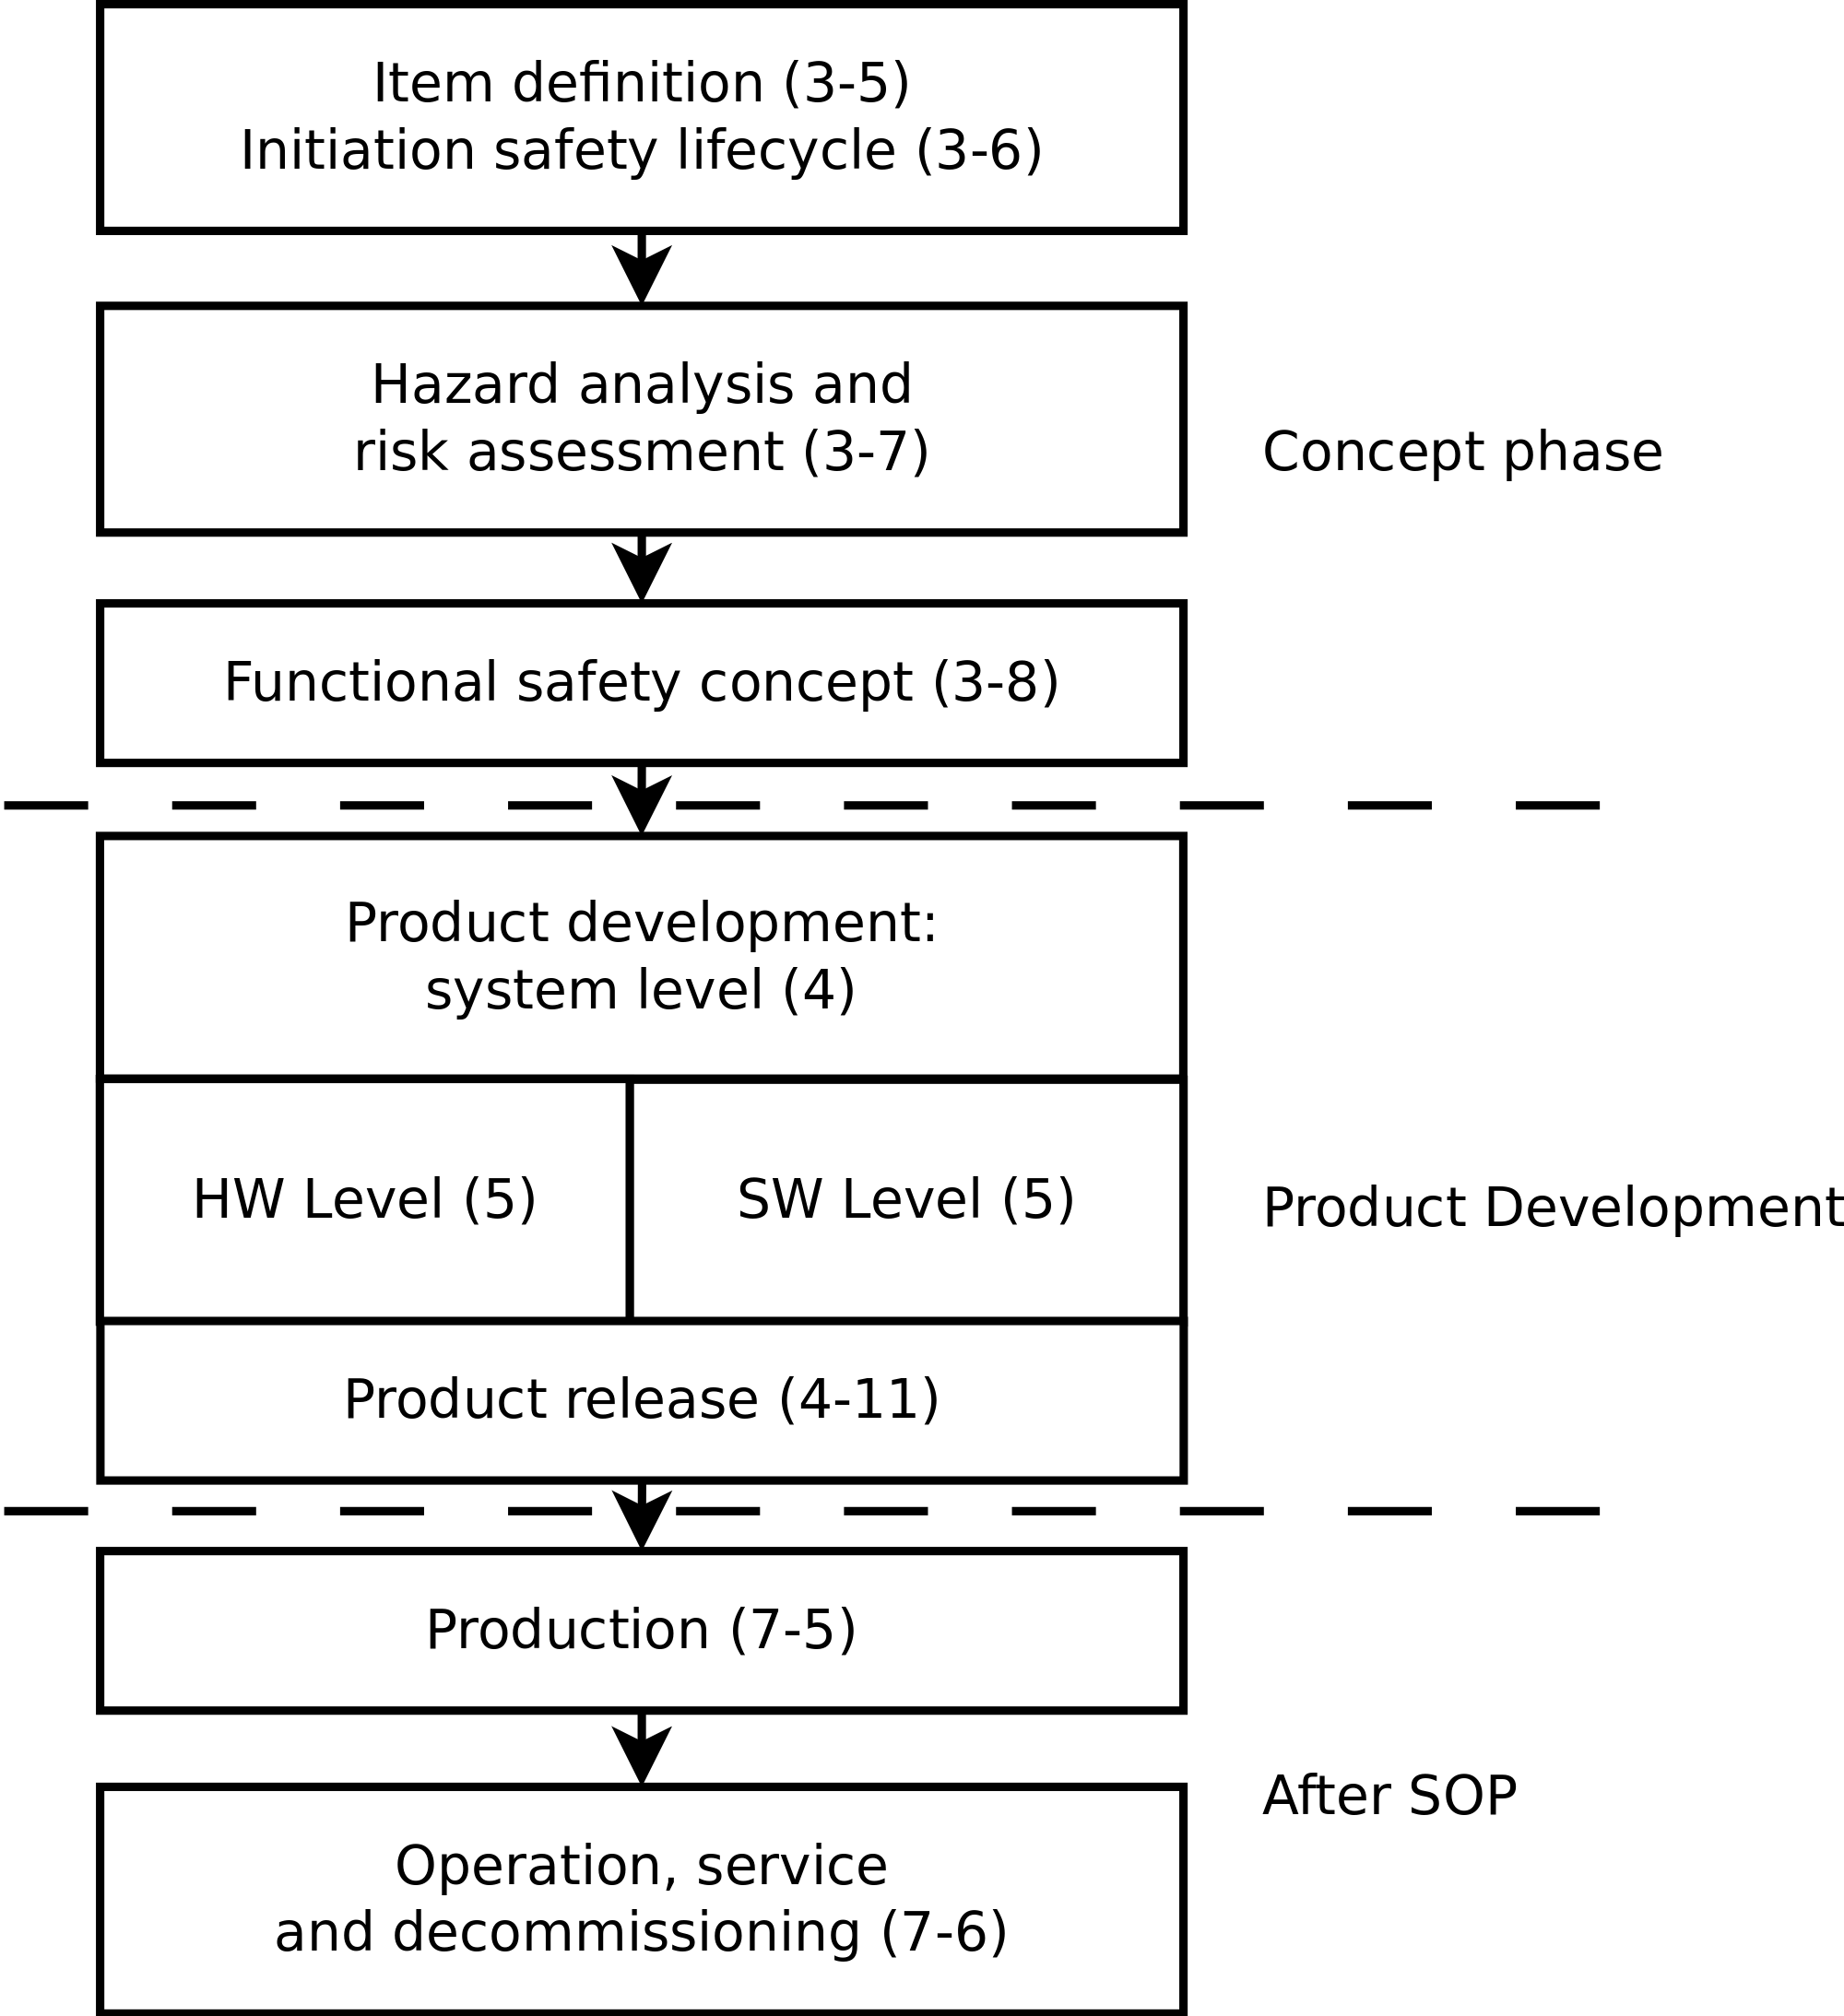 Item definition (3-5)
Initiation safety lifecycle (3-6)
Hazard analysis and
risk assessment (3-7)
Concept phase
Functional safety concept (3-8)
Product development:
system level (4)
HW Level (5)
SW Level (5)
Product Development
Product release (4-11)
Production (7-5)
After SOP
Operation, service
and decommissioning (7-6)